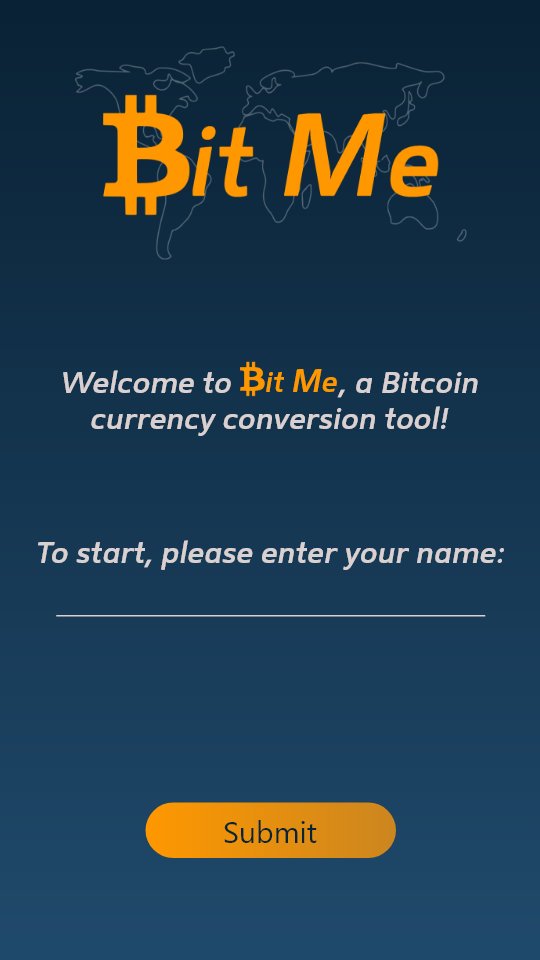 ₿it Me
Welcome to ₿it Me, a Bitcoin
currency conversion tool!
To start, please enter your name:
Submit